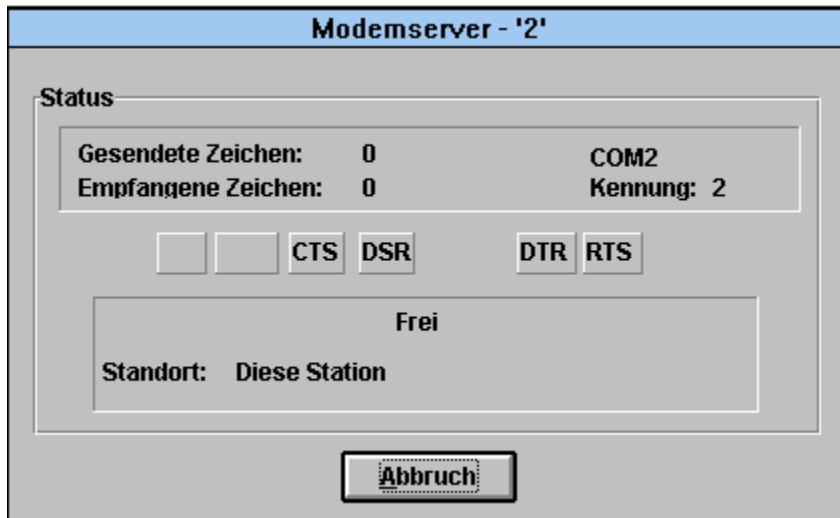 Modemserver - '2'
Status
Gesendete Zeichen: 0 COM2
Empfangene Zeichen: 0 Kennung: 2
CTS DSR DTR RTS
Frei
Standort: Diese Station
Abbruch